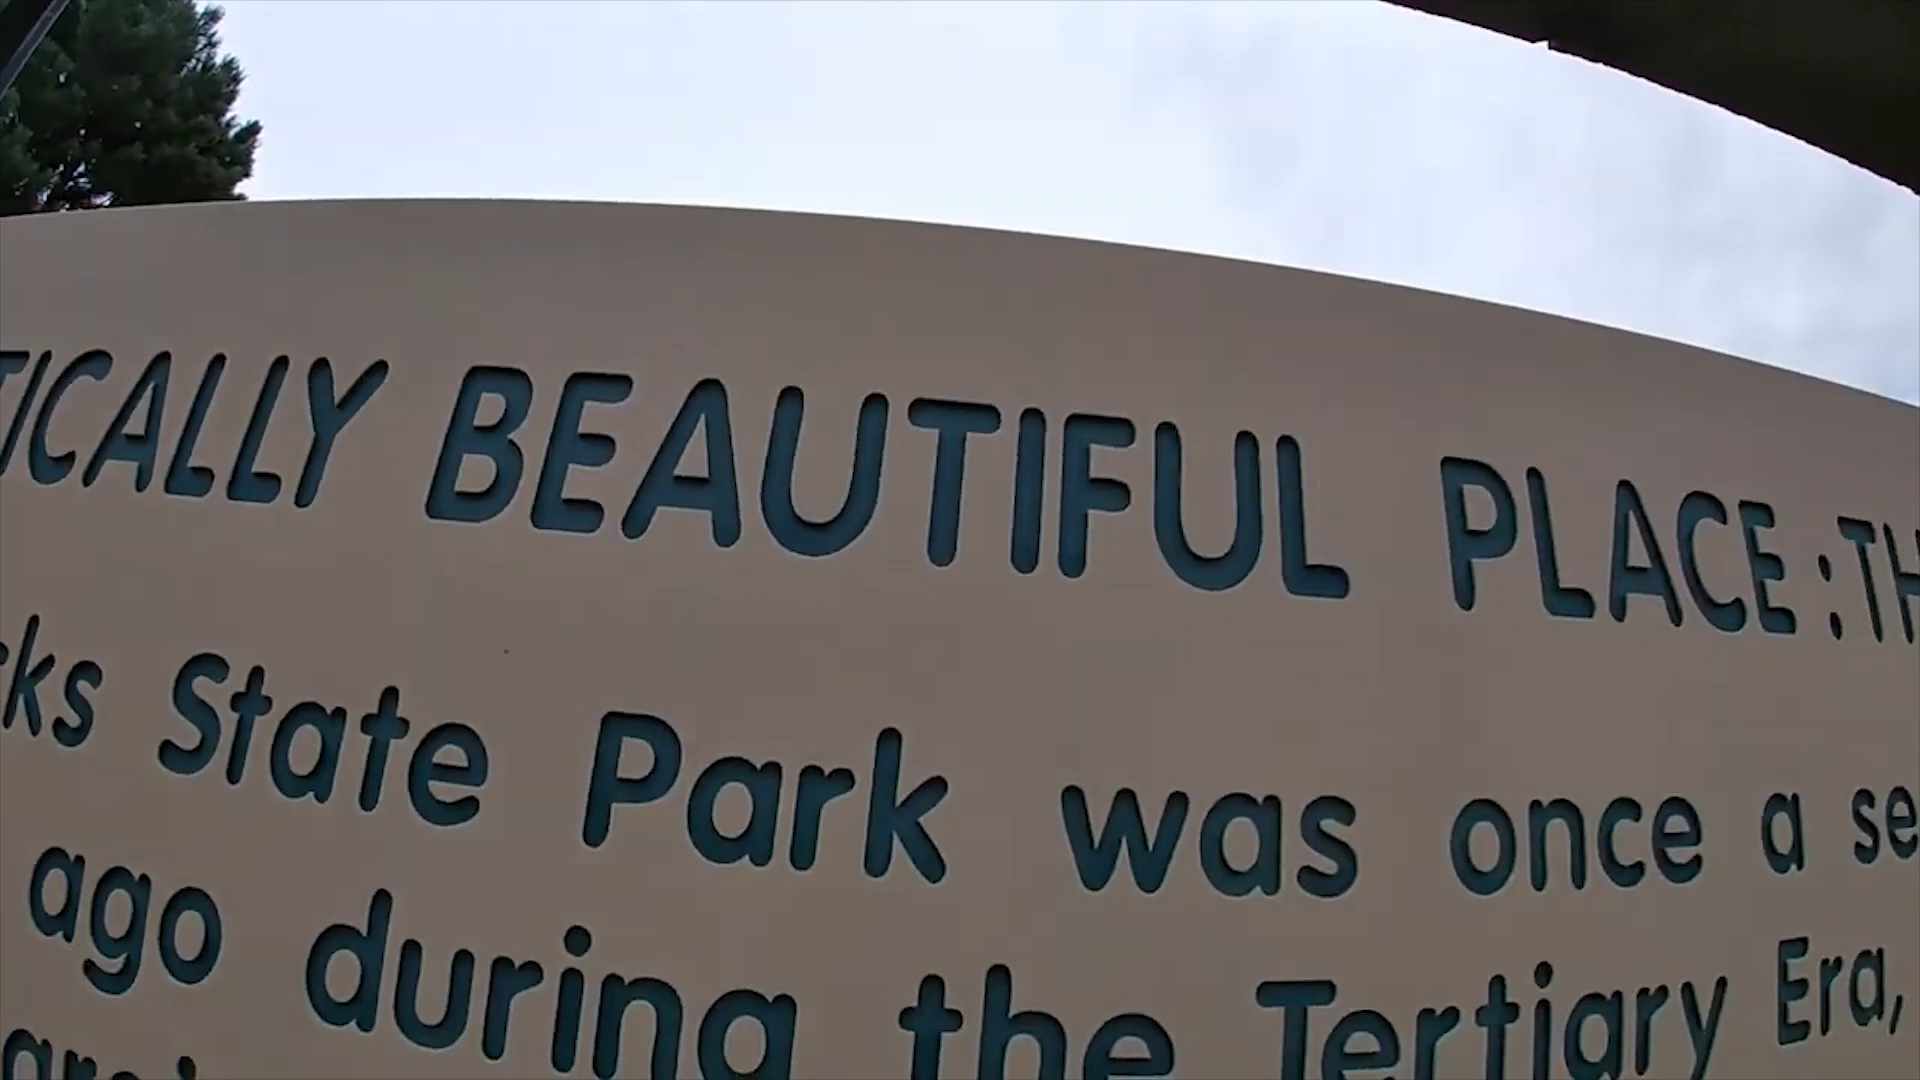 TICALLY BEAUTIFUL PLACE : TH
ks State Park was once a se
ago during the Tertiary Era,